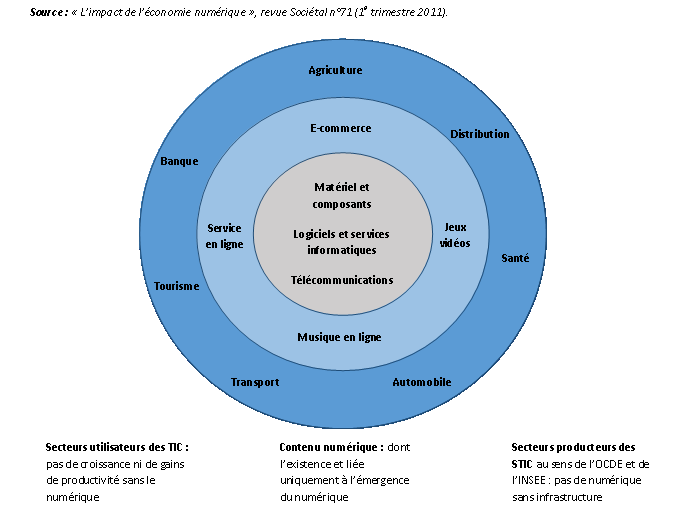 Source : « L'impact de l'économie numérique », revue Sociétal n°71 (1e trimestre 2011).
Agriculture
E-commerce
Distribution
Banque
Matériel et
composants
Service
en ligne
Logiciels et services
informatiques
Jeux
vidéos
Santé
Tourisme
Télécommunications
Musique en ligne
Transport
Automobile
Secteurs utilisateurs des TIC :
pas de croissance ni de gains
de productivité sans le
numérique
Contenu numérique : dont
l'existence et liée
uniquement à l'émergence
du numérique
Secteurs producteurs des
STIC au sens de l'OCDE et de
l'INSEE : pas de numérique
sans infrastructure